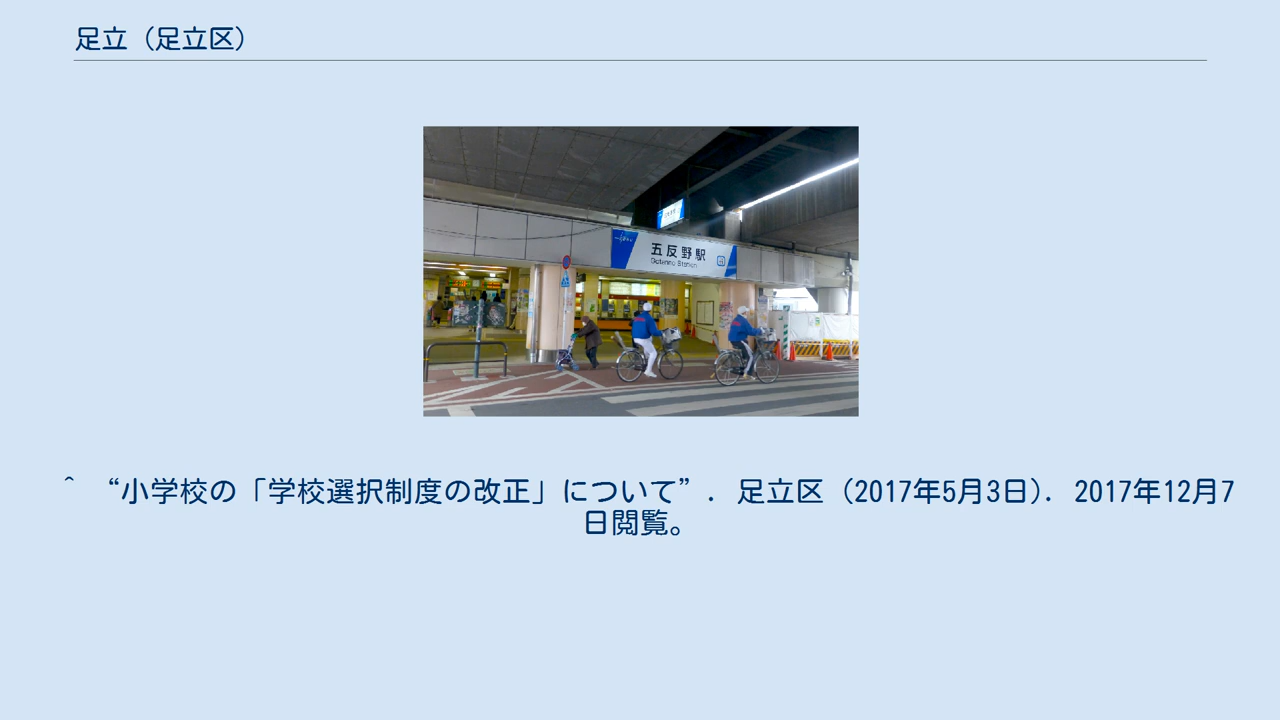 足立（足立区）
五反野駅
Gotanno Station
^ “小学校の「学校選択制度の改正」について”. 足立区（2017年5月3日). 2017年12月7
日閲覧。